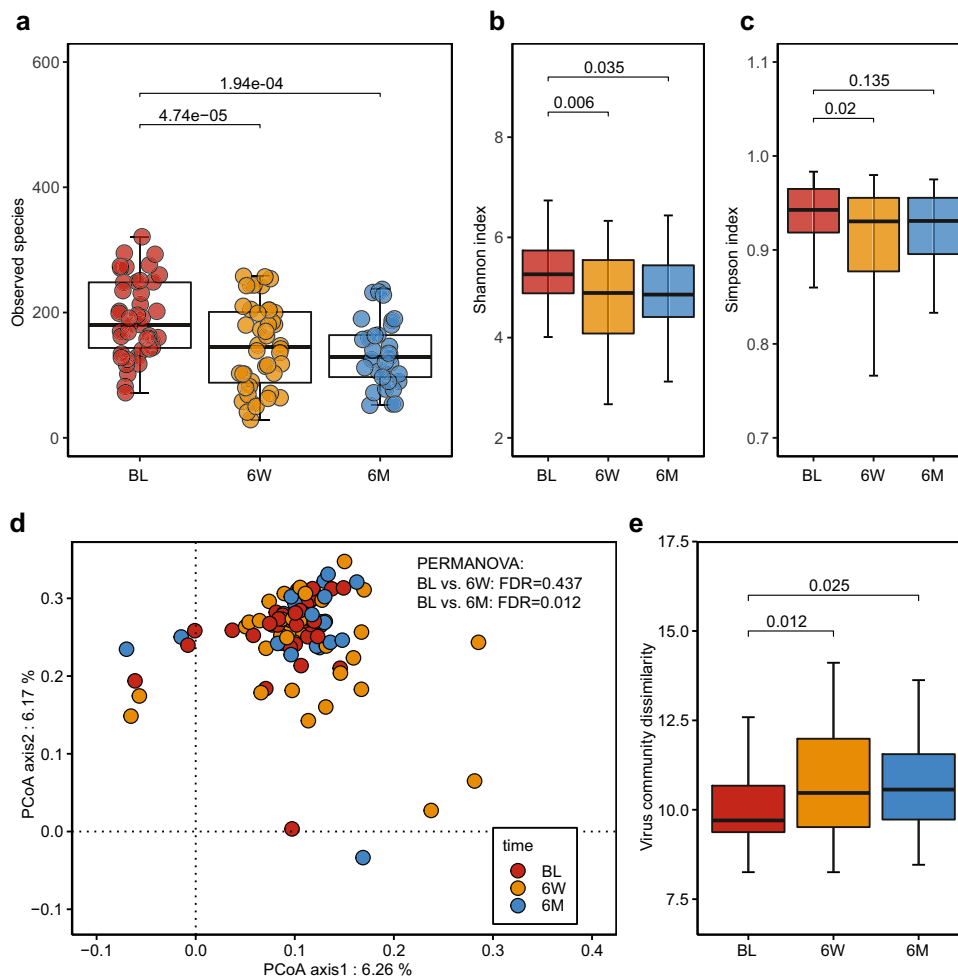 a
600
400
200
0
Observed species
1.94e-04
4.74e−05
BL
6W
6M
b
8
6
4
2
Shannon index
0.035
0.006
BL
6W
6M
c
1.1
1.0
0.9
0.8
0.7
Simpson index
0.135
0.02
BL
6W
6M
d
0.3
0.2
0.1
0.0
−0.1
PCoA axis2 : 6.17 %
PERMANOVA:
BL vs. 6W: FDR=0.437
BL vs. 6M: FDR=0.012
time
BL
6W
6M
−0.1
0.0
0.1
0.2
0.3
0.4
PCoA axis1 : 6.26 %
e
17.5
15.0
12.5
10.0
7.5
Virus community dissimilarity
0.025
0.012
BL
6W
6M